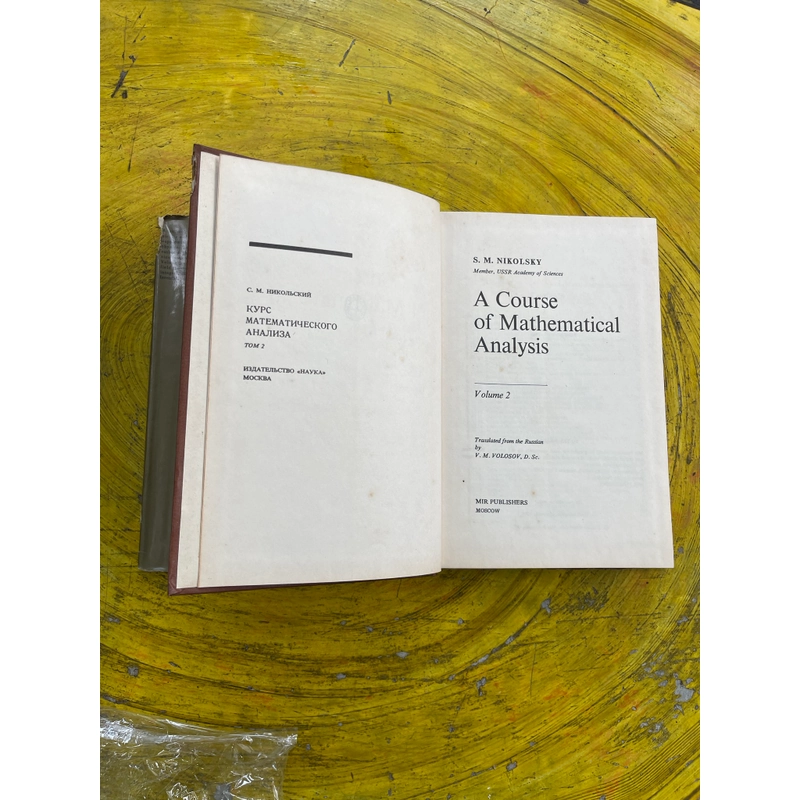 С. М. НИКОЛЬСКИЙ
КУРС
МАТЕМАТИЧЕСКОГО
АНАЛИЗА
ТОМ 2
ИЗДАТЕЛЬСТВО «НАУКА»
МОСКВА
S. M. NIKOLSKY
Member, USSR Academy of Sciences
A Course
of Mathematical
Analysis
Volume 2
Translated from the Russian
by
V. M. VOLOSOV, D. Sc.
MIR PUBLISHERS
MOSCOW